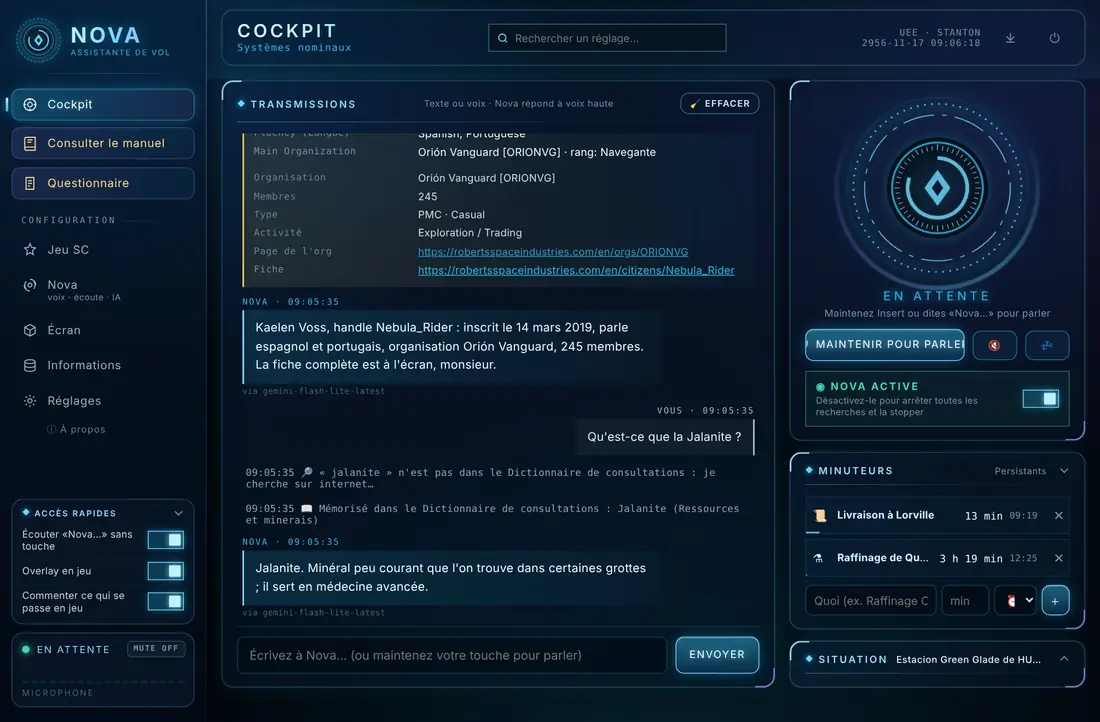 NOVA
ASSISTANTE DE VOL
Cockpit
Consulter le manuel
Questionnaire
CONFIGURATION
Jeu SC
Nova
voix · écoute · IA
Écran
Informations
Réglages
ⓘ À propos
ACCÈS RAPIDES
Écouter «Nova...» sans
touche
Overlay en jeu
Commenter ce qui se
passe en jeu
EN ATTENTE
MUTE OFF
MICROPHONE
COCKPIT
Systèmes nominaux
Rechercher un réglage...
UEE · STANTON
2956-11-17 09:06:18
TRANSMISSIONS
Texte ou voix · Nova répond à voix haute
EFFACER
Fluency (Langue) Spanish, Portuguese
Main Organization Orión Vanguard [ORIONVG] · rang: Navegante
Organisation Orión Vanguard [ORIONVG]
Membres 245
Type PMC · Casual
Activité Exploration / Trading
Page de l'org https://robertsspaceindustries.com/en/orgs/ORIONVG
Fiche https://robertsspaceindustries.com/en/citizens/Nebula_Rider
NOVA · 09:05:35
Kaelen Voss, handle Nebula_Rider : inscrit le 14 mars 2019, parle
espagnol et portugais, organisation Orión Vanguard, 245 membres.
La fiche complète est à l'écran, monsieur.
via gemini-flash-lite-latest
VOUS · 09:05:35
Qu'est-ce que la Jalanite ?
09:05:35 🔎 « jalanite » n'est pas dans le Dictionnaire de consultations : je
cherche sur internet…
09:05:35 📖 Mémorisé dans le Dictionnaire de consultations : Jalanite (Ressources
et minerais)
NOVA · 09:05:35
Jalanite. Minéral peu courant que l'on trouve dans certaines grottes
; il sert en médecine avancée.
via gemini-flash-lite-latest
Écrivez à Nova... (ou maintenez votre touche pour parler)
ENVOYER
EN ATTENTE
Maintenez Insert ou dites «Nova...» pour parler
MAINTENIR POUR PARLER
NOVA ACTIVE
Désactivez-le pour arrêter toutes les
recherches et la stopper
MINUTEURS
Persistants
Livraison à Lorville 13 min 09:19
Raffinage de Qu... 3 h 19 min 12:25
Quoi (ex. Raffinage C
min
+
SITUATION
Estacion Green Glade de HU...